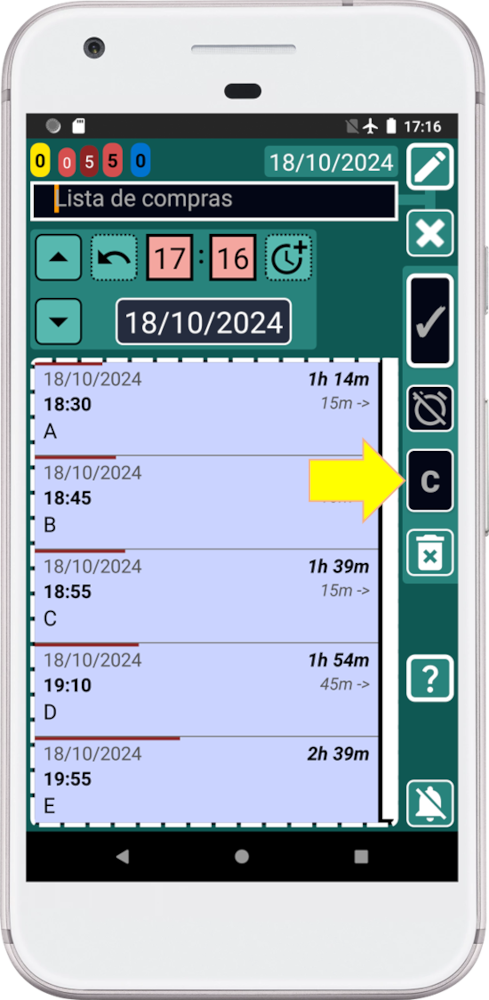 17:16
0 0 5 5 0 18/10/2024
Lista de compras
17 : 16
18/10/2024
18/10/2024 1h 14m
18:30 15m ->
A
18/10/2024
18:45
B
C
18/10/2024 1h 39m
18:55 15m ->
C
18/10/2024 1h 54m
19:10 45m ->
D
?
18/10/2024 2h 39m
19:55
E